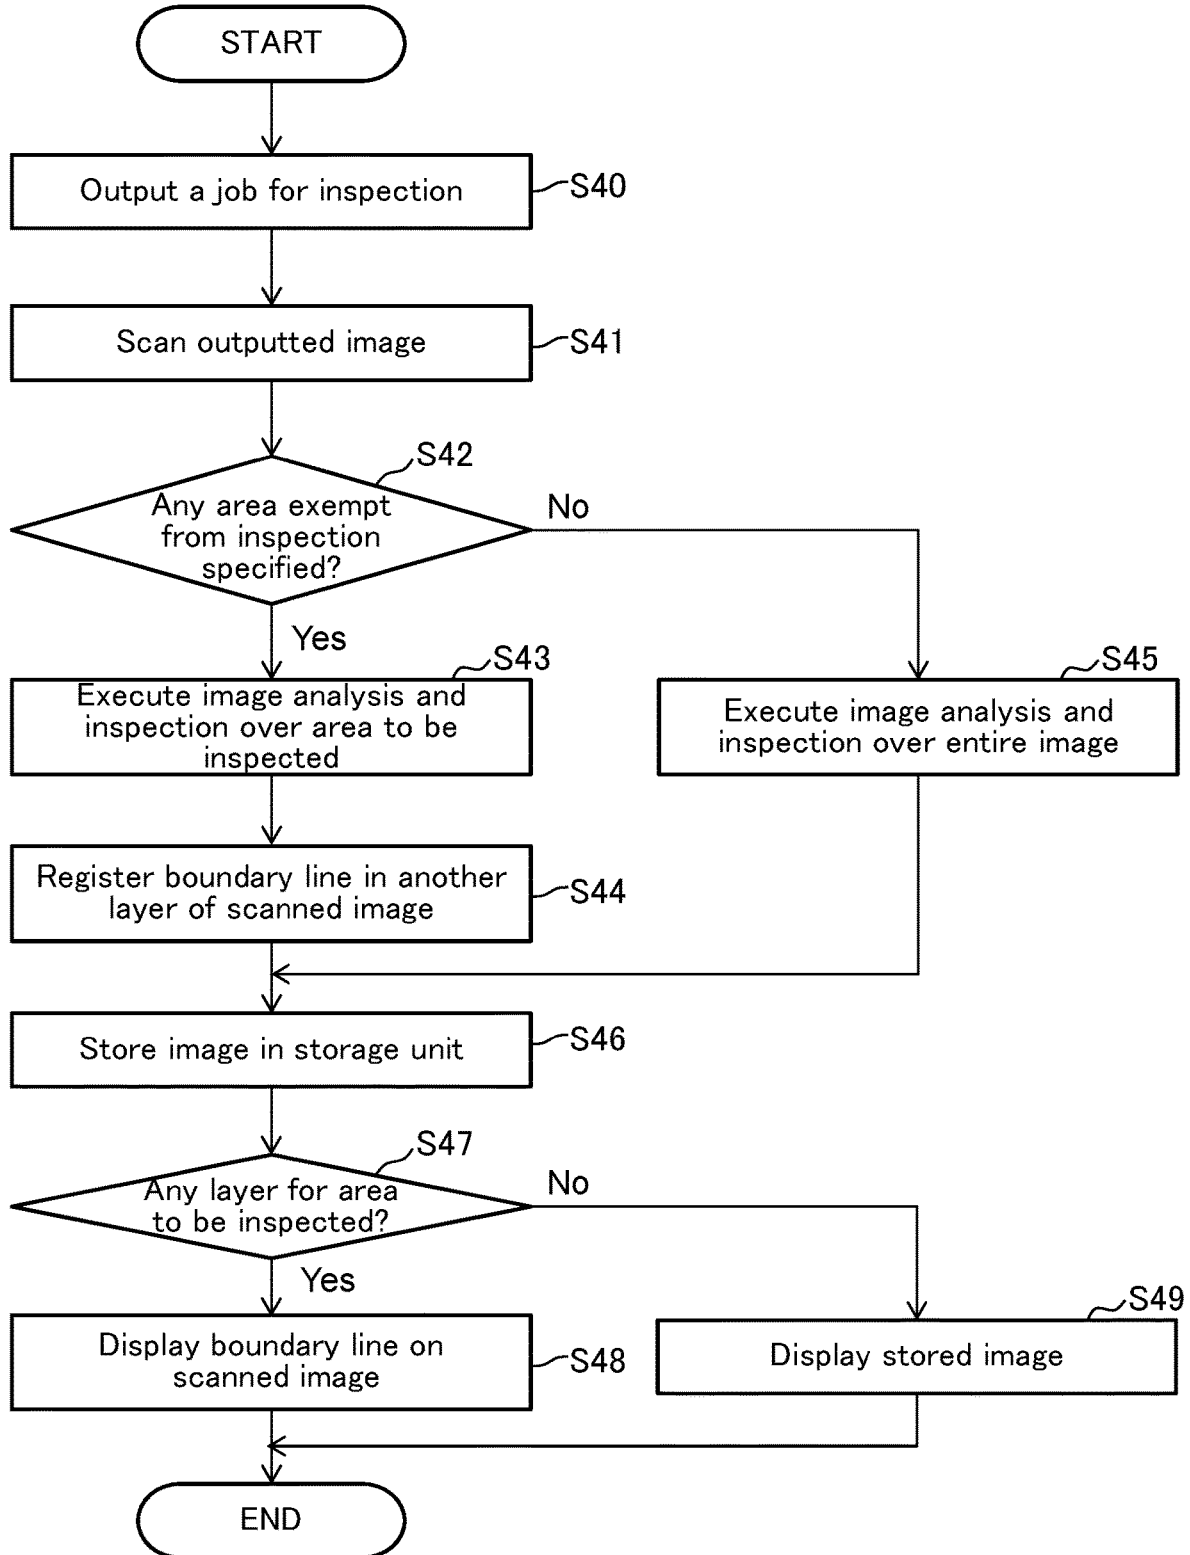 START
Output a job for inspection
S40
Scan outputted image
S41
S42
Any area exempt
from inspection
specified?
No
Yes
S43
Execute image analysis and
inspection over area to be
inspected
S45
Execute image analysis and
inspection over entire image
Register boundary line in another
layer of scanned image
S44
Store image in storage unit
S46
S47
Any layer for area
to be inspected?
No
Yes
Display boundary line on
scanned image
S48
S49
Display stored image
END